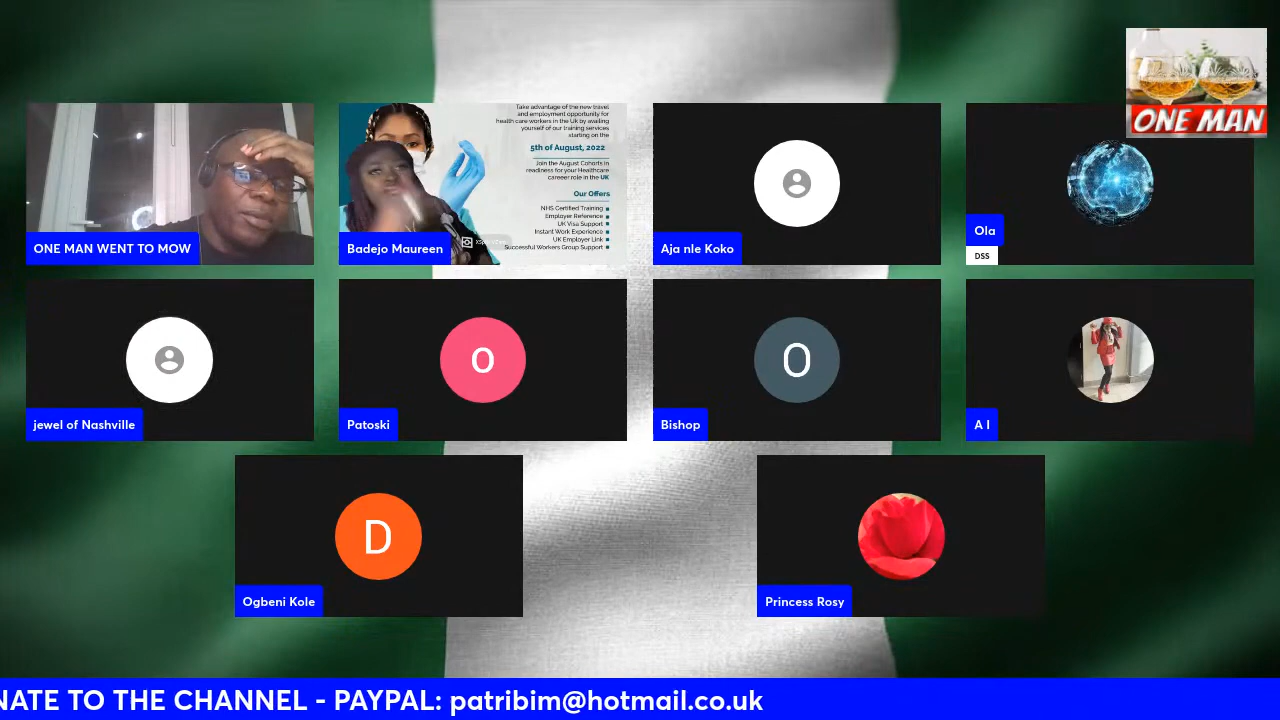 ONE MAN
Take advantage of the new travel
and employment opportunity for
health care workers in the UK by availing
yourself of our training services
starting on the
5th of August, 2022
Join the August Cohorts in
readiness for your Healthcare
careeer role in the UK
Our Offers
NHS Certified Training
Employer Reference
UK Visa Support
Instant Work Experience
UK Employer Link
Successful Workers Group Support
ONE MAN WENT TO MOW
Badejo Maureen
Aja nle Koko
Ola
DSS
jewel of Nashville
O
Patoski
O
Bishop
A I
D
Ogbeni Kole
Princess Rosy
NATE TO THE CHANNEL - PAYPAL: patribim@hotmail.co.uk